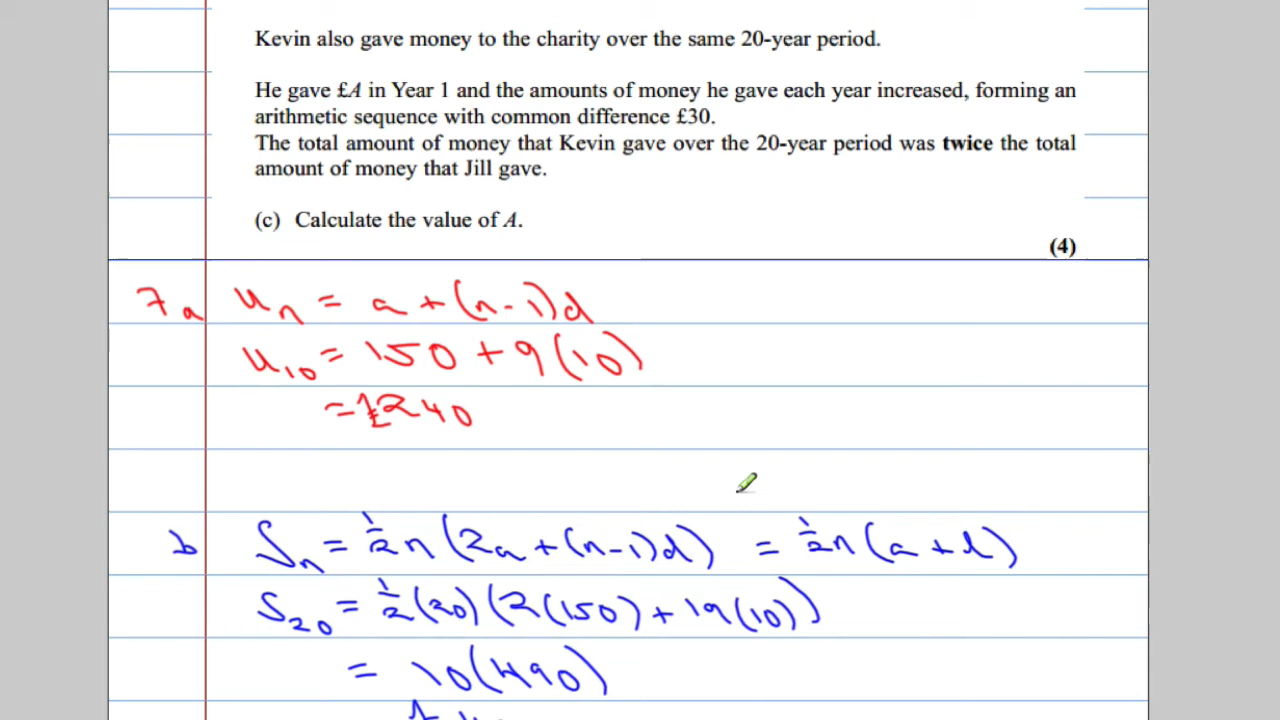 Kevin also gave money to the charity over the same 20-year period.
He gave £A in Year 1 and the amounts of money he gave each year increased, forming an
arithmetic sequence with common difference £30.
The total amount of money that Kevin gave over the 20-year period was twice the total
amount of money that Jill gave.
(c) Calculate the value of A.
(4)
7a Un = a + (n-1)d
U10 = 150 + 9(10)
= £240
b Sn = 1/2 n(2a + (n-1)d) = 1/2 n(a + l)
S20 = 1/2 (20)(2(150) + 19(10))
= 10(490)